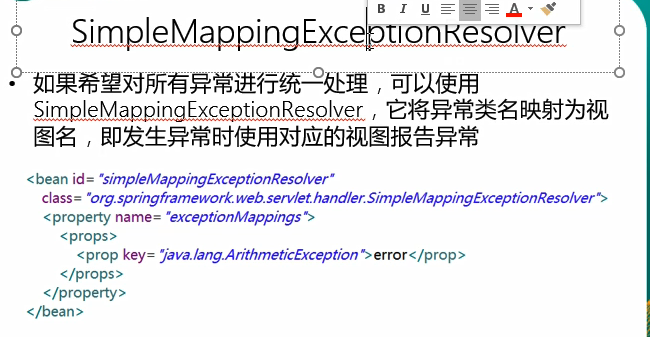 B I U A
SimpleMappingExceptionResolver
• 如果希望对所有异常进行统一处理，可以使用
SimpleMappingExceptionResolver，它将异常类名映射为视
图名，即发生异常时使用对应的视图报告异常
<bean id="simpleMappingExceptionResolver"
class="org.springframework.web.servlet.handler.SimpleMappingExceptionResolver">
<property name="exceptionMappings">
<props>
<prop key="java.lang.ArithmeticException">error</prop>
</props>
</property>
</bean>